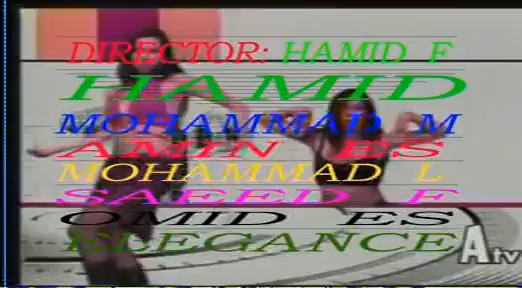 DIRECTOR: HAMID F
HAMID
MOHAMMAD M
AMIN ES
MOHAMMAD L
SAEED F
OMID ES
ELEGANCE
Atv